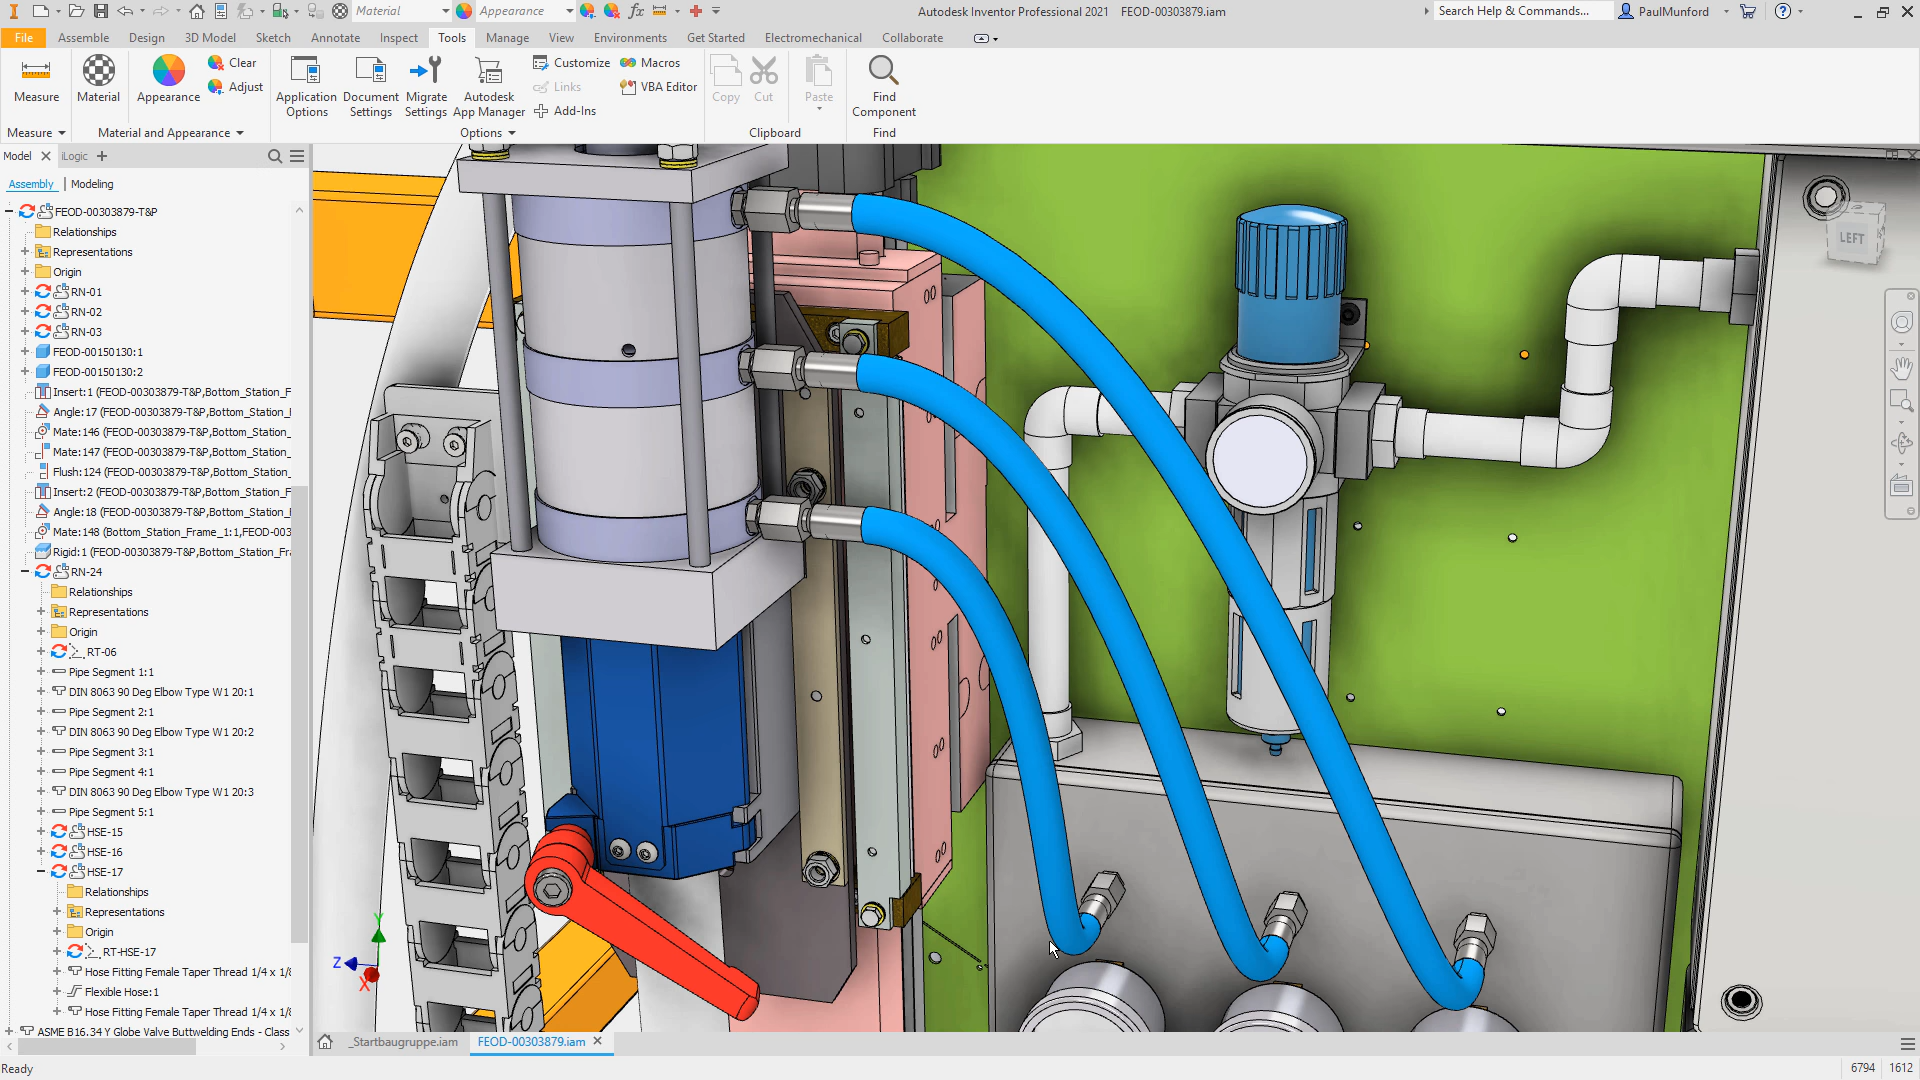 Material
Appearance
Autodesk Inventor Professional 2021 FEOD-00303879.iam
Search Help & Commands...
PaulMunford
File Assemble Design 3D Model Sketch Annotate Inspect Tools Manage View Environments Get Started Electromechanical Collaborate
Measure
Material
Appearance
Clear
Adjust
Application Options
Document Settings
Migrate Settings
Autodesk App Manager
Customize
Links
Add-Ins
Macros
VBA Editor
Copy
Cut
Paste
Find Component
Measure
Material and Appearance
Options
Clipboard
Find
Model
iLogic
Assembly | Modeling
FEOD-00303879-T&P
Relationships
Representations
Origin
RN-01
RN-02
RN-03
FEOD-00150130:1
FEOD-00150130:2
Insert:1 (FEOD-00303879-T&P,Bottom_Station_F
Angle:17 (FEOD-00303879-T&P,Bottom_Station_
Mate:146 (FEOD-00303879-T&P,Bottom_Station_
Mate:147 (FEOD-00303879-T&P,Bottom_Station_
Flush:124 (FEOD-00303879-T&P,Bottom_Station_
Insert:2 (FEOD-00303879-T&P,Bottom_Station_F
Angle:18 (FEOD-00303879-T&P,Bottom_Station_
Mate:148 (Bottom_Station_Frame_1:1,FEOD-003
Rigid:1 (FEOD-00303879-T&P,Bottom_Station_Fr
RN-24
Relationships
Representations
Origin
RT-06
Pipe Segment 1:1
DIN 8063 90 Deg Elbow Type W1 20:1
Pipe Segment 2:1
DIN 8063 90 Deg Elbow Type W1 20:2
Pipe Segment 3:1
Pipe Segment 4:1
DIN 8063 90 Deg Elbow Type W1 20:3
Pipe Segment 5:1
HSE-15
HSE-16
HSE-17
Relationships
Representations
Origin
RT-HSE-17
Hose Fitting Female Taper Thread 1/4 x 1/8
Flexible Hose:1
Hose Fitting Female Taper Thread 1/4 x 1/8
ASME B16.34 Y Globe Valve Buttwelding Ends - Class
LEFT
Y
Z
X
_Startbaugruppe.iam
FEOD-00303879.iam
Ready
6794 1612